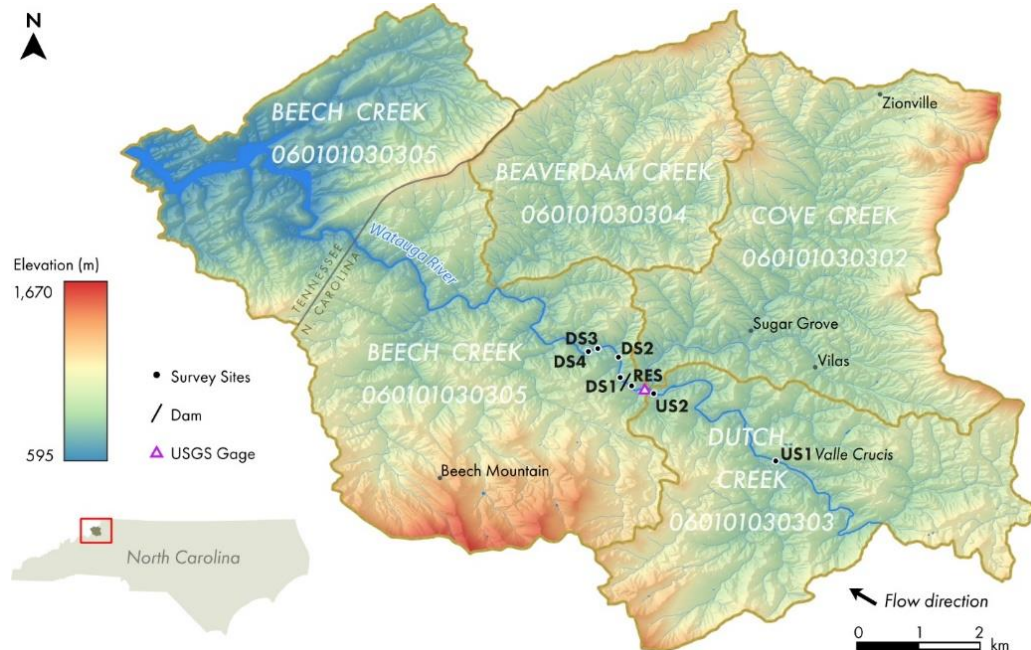 N
BEECH CREEK
060101030305
Zionville
BEAVERDAM CREEK
060101030304
COVE CREEK
060101030302
Watauga River
TENNESSEE
N. CAROLINA
Elevation (m)
1,670
595
Survey Sites
Dam
USGS Gage
Sugar Grove
Vilas
DS3
DS4
DS2
DS1
RES
US2
BEECH CREEK
060101030305
DUTCH
CREEK
060101030303
US1 Valle Crucis
Beech Mountain
North Carolina
Flow direction
0 1 2
km